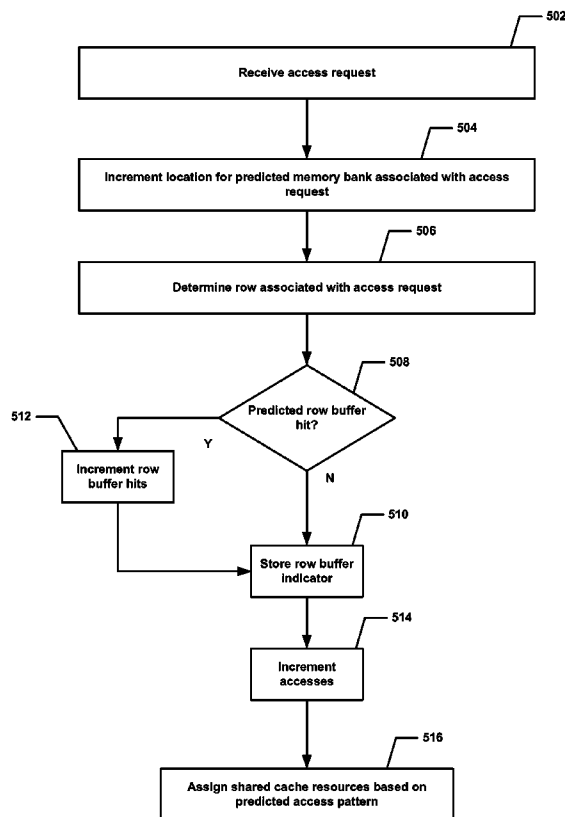 502
Receive access request
504
Increment location for predicted memory bank associated with access
request
506
Determine row associated with access request
508
Predicted row buffer
hit?
512
Y
Increment row
buffer hits
N
510
Store row buffer
indicator
514
Increment
accesses
516
Assign shared cache resources based on
predicted access pattern